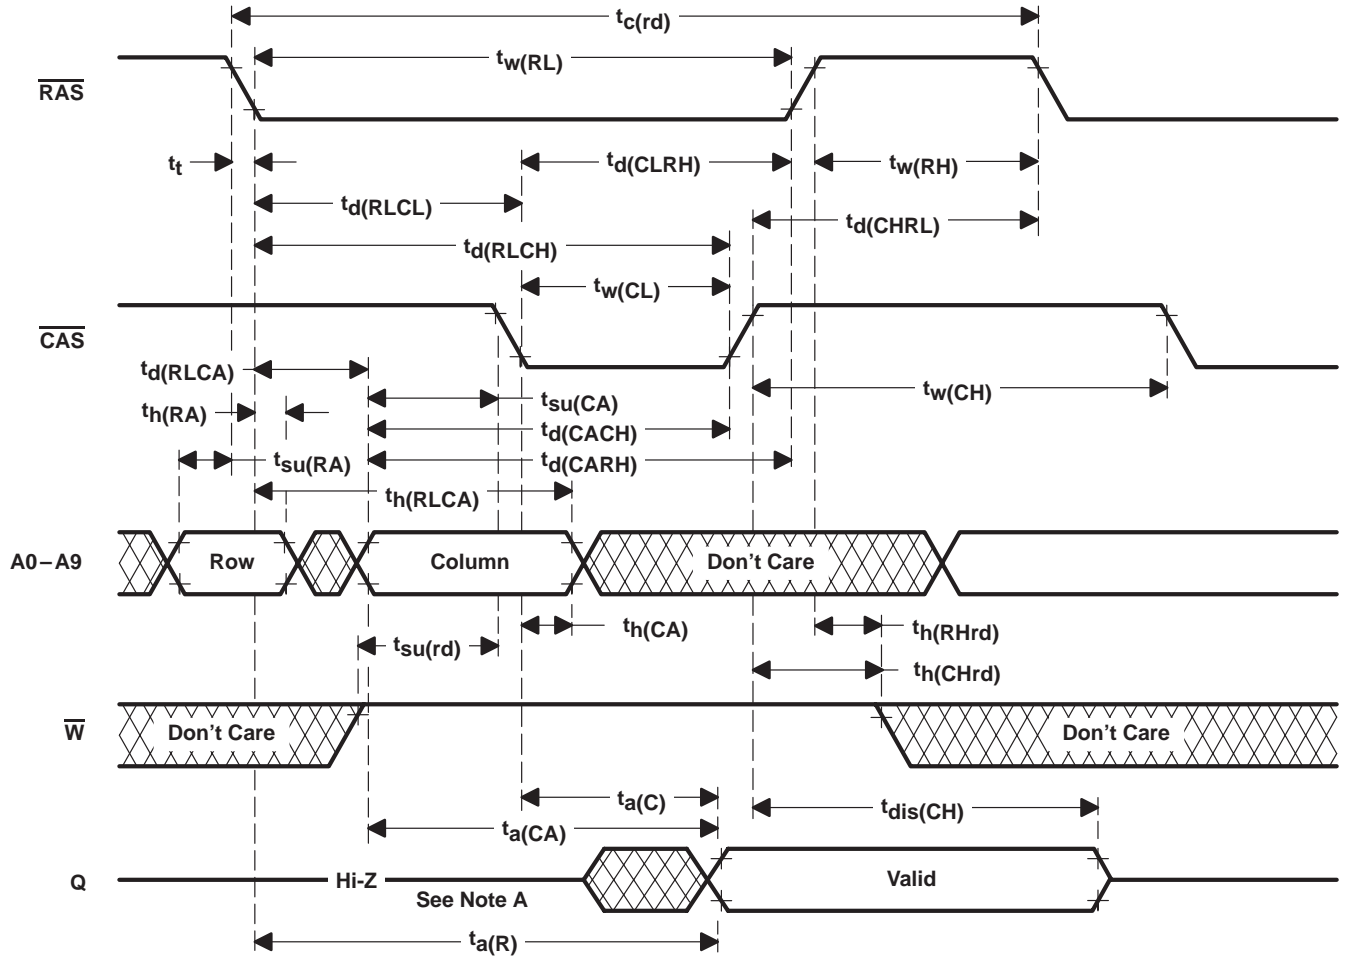 tc(rd)
tw(RL)
RAS
tt
td(CLRH)
tw(RH)
td(RLCL)
td(CHRL)
td(RLCH)
tw(CL)
CAS
td(RLCA)
tw(CH)
tsu(CA)
th(RA)
td(CACH)
tsu(RA)
td(CARH)
th(RLCA)
A0–A9
Row
Column
Don't Care
th(CA)
th(RHrd)
tsu(rd)
th(CHrd)
W
Don't Care
Don't Care
ta(C)
tdis(CH)
ta(CA)
Q
Hi-Z
See Note A
Valid
ta(R)